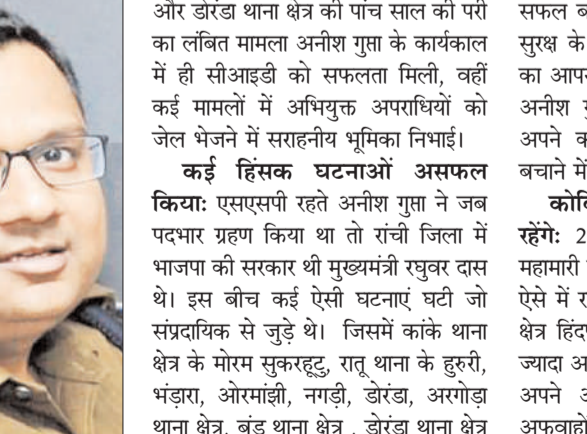 और डोरंडा थाना क्षेत्र की पांच साल की परी
का लंबित मामला अनीश गुप्ता के कार्यकाल
में ही सीआइडी को सफलता मिली, वहीं
कई मामलों में अभियुक्त अपराधियों को
जेल भेजने में सराहनीय भूमिका निभाई।
कई हिंसक घटनाओं असफल
कियाः एसएसपी रहते अनीश गुप्ता ने जब
पदभार ग्रहण किया था तो रांची जिला में
भाजपा की सरकार थी मुख्यमंत्री रघुवर दास
थे। इस बीच कई ऐसी घटनाएं घटी जो
संप्रदायिक से जुड़े थे। जिसमें कांके थाना
क्षेत्र के मोरम सुकरहूटु, रातू थाना के हुरुरी,
भंड़ारा, ओरमांझी, नगड़ी, डोरंडा, अरगोड़ा
थाना क्षेत्र, बुंडू थाना क्षेत्र , डोरंडा थाना क्षेत्र
सफल
सुरक्ष के
का
अनीश
अपने
बचाने में
रहेंगेः 2
महामारी
ऐसे में
क्षेत्र
ज्यादा
अपने